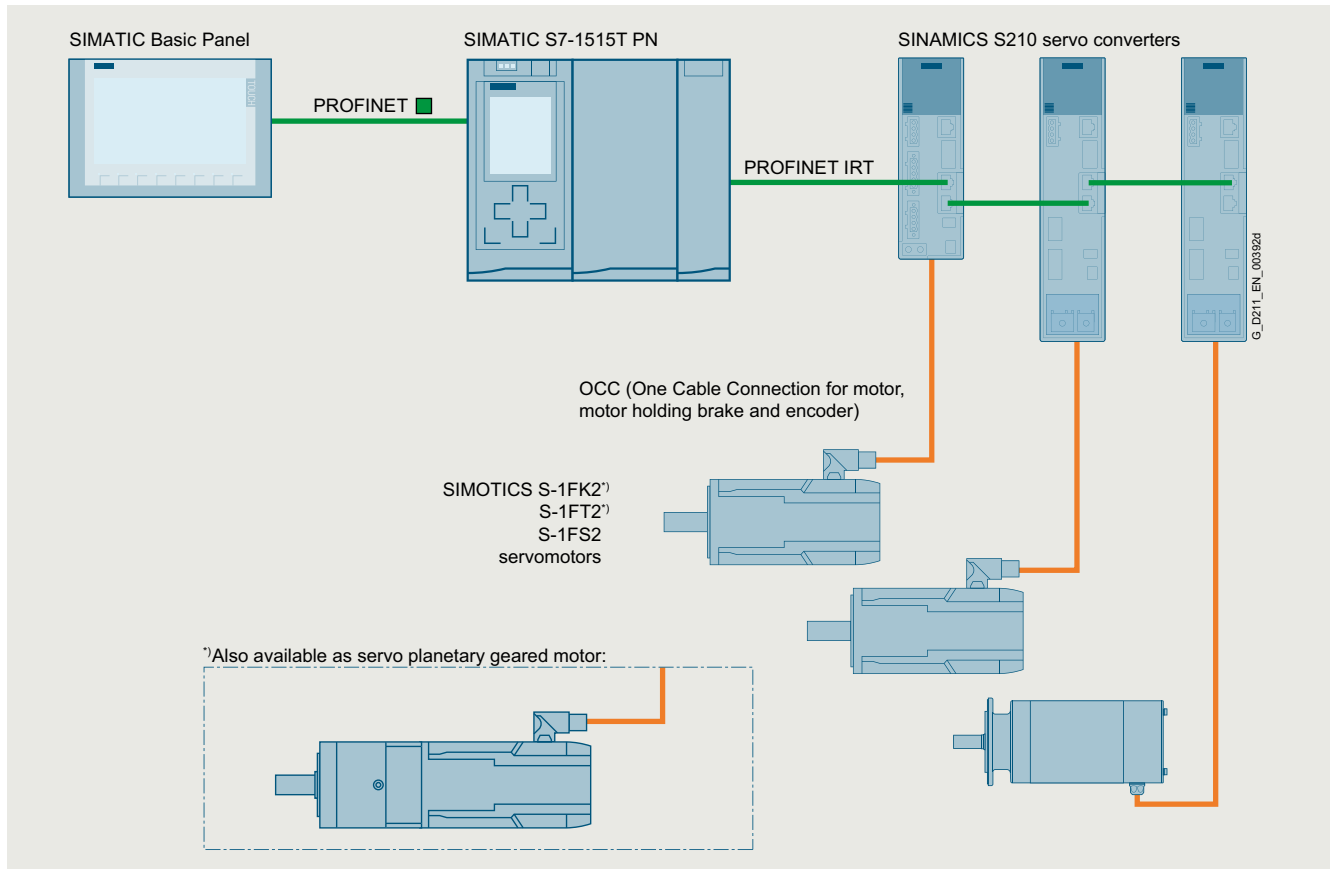 SIMATIC Basic Panel
SIMATIC S7-1515T PN
SINAMICS S210 servo converters
TOUCH
PROFINET
PROFINET IRT
G_D211_EN_00392d
OCC (One Cable Connection for motor,
motor holding brake and encoder)
SIMOTICS S-1FK2*)
S-1FT2*)
S-1FS2
servomotors
*)Also available as servo planetary geared motor: